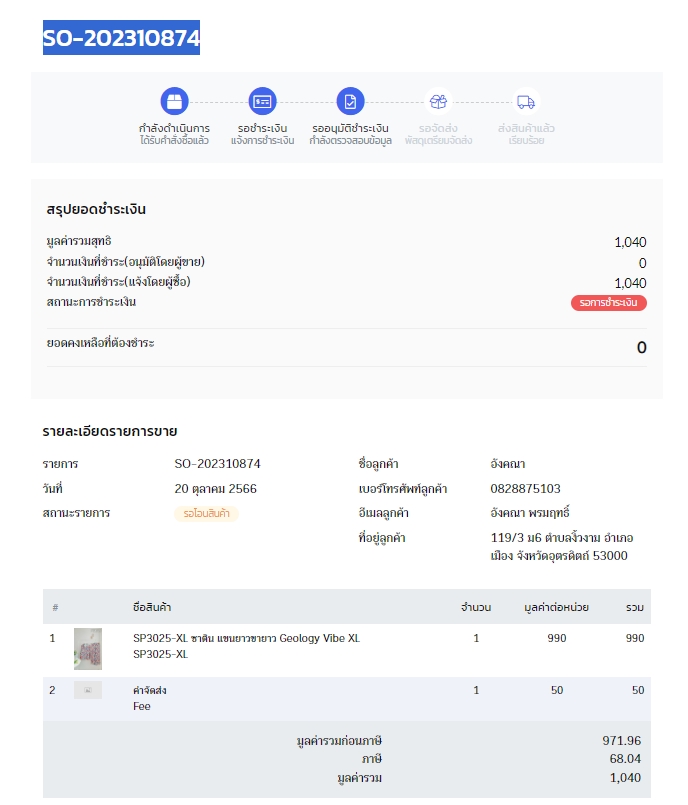 SO-202310874
กำลังดำเนินการ รอชำระเงิน รออนุมัติชำระเงิน รอจัดส่ง ส่งสินค้าแล้ว
ได้รับคำสั่งซื้อแล้ว แจ้งการชำระเงิน กำลังตรวจสอบข้อมูล พัสดุเตรียมจัดส่ง เรียบร้อย
สรุปยอดชำระเงิน
มูลค่ารวมสุทธิ 1,040
จำนวนเงินที่ชำระ(อนุมัติโดยผู้ขาย) 0
จำนวนเงินที่ชำระ(แจ้งโดยผู้ซื้อ) 1,040
สถานะการชำระเงิน รอการชำระเงิน
ยอดคงเหลือที่ต้องชำระ 0
รายละเอียดรายการขาย
รายการ SO-202310874 ชื่อลูกค้า อังคณา
วันที่ 20 ตุลาคม 2566 เบอร์โทรศัพท์ลูกค้า 0828875103
สถานะรายการ รอโอนสินค้า อีเมลลูกค้า อังคณา พรมฤทธิ์
ที่อยู่ลูกค้า 119/3 ม6 ตำบลงิ้วงาม อำเภอ
เมือง จังหวัดอุตรดิตถ์ 53000
# ชื่อสินค้า จำนวน มูลค่าต่อหน่วย รวม
1 SP3025-XL ซาติน แขนยาวขายาว Geology Vibe XL 1 990 990
SP3025-XL
2 ค่าจัดส่ง 1 50 50
Fee
มูลค่ารวมก่อนภาษี 971.96
ภาษี 68.04
มูลค่ารวม 1,040